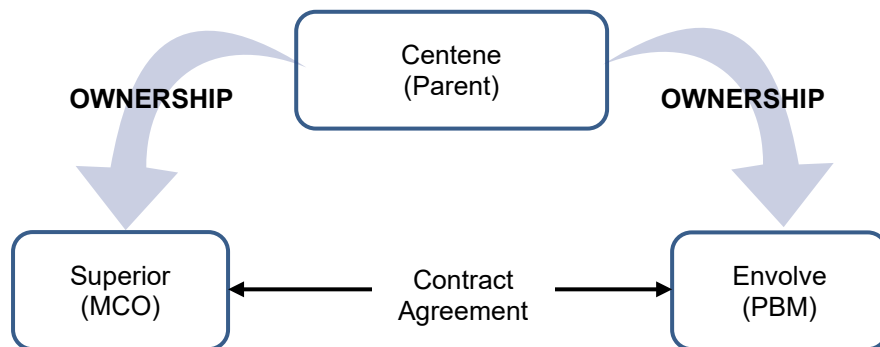 Centene
(Parent)
OWNERSHIP
OWNERSHIP
Superior
(MCO)
Contract
Agreement
Envolve
(PBM)